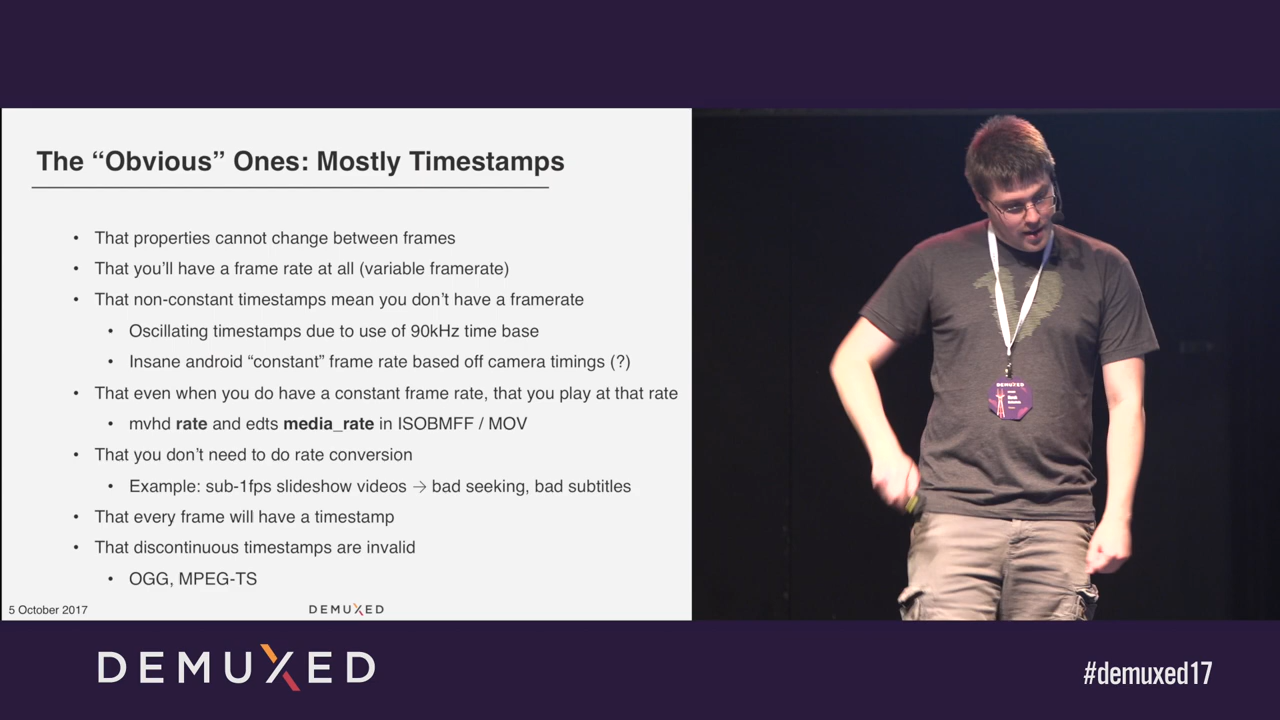 The “Obvious” Ones: Mostly Timestamps
• That properties cannot change between frames
• That you’ll have a frame rate at all (variable framerate)
• That non-constant timestamps mean you don’t have a framerate
• Oscillating timestamps due to use of 90kHz time base
• Insane android “constant” frame rate based off camera timings (?)
• That even when you do have a constant frame rate, that you play at that rate
• mvhd rate and edts media_rate in ISOBMFF / MOV
• That you don’t need to do rate conversion
• Example: sub-1fps slideshow videos → bad seeking, bad subtitles
• That every frame will have a timestamp
• That discontinuous timestamps are invalid
• OGG, MPEG-TS
5 October 2017
DEMUXED
DEMUXED
DEMUXED
#demuxed17